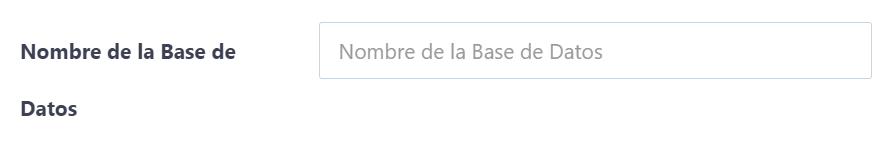 Nombre de la Base de
Datos
Nombre de la Base de Datos